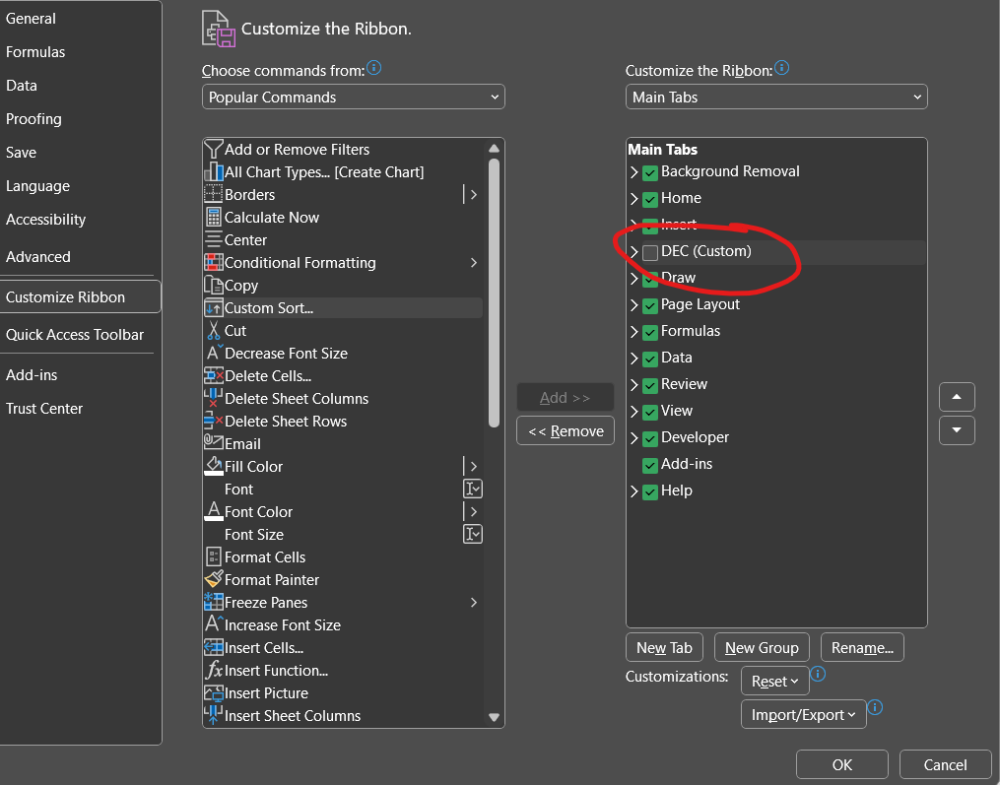 General
Formulas
Data
Proofing
Save
Language
Accessibility
Advanced
Customize Ribbon
Quick Access Toolbar
Add-ins
Trust Center
Customize the Ribbon.
Choose commands from:
Popular Commands
Add or Remove Filters
All Chart Types... [Create Chart]
Borders
Calculate Now
Center
Conditional Formatting
Copy
Custom Sort...
Cut
Decrease Font Size
Delete Cells...
Delete Sheet Columns
Delete Sheet Rows
Email
Fill Color
Font
Font Color
Font Size
Format Cells
Format Painter
Freeze Panes
Increase Font Size
Insert Cells...
Insert Function...
Insert Picture
Insert Sheet Columns
Add >>
<< Remove
Customize the Ribbon:
Main Tabs
Main Tabs
Background Removal
Home
Insert
DEC (Custom)
Draw
Page Layout
Formulas
Data
Review
View
Developer
Add-ins
Help
New Tab
New Group
Rename...
Customizations:
Reset
Import/Export
OK
Cancel